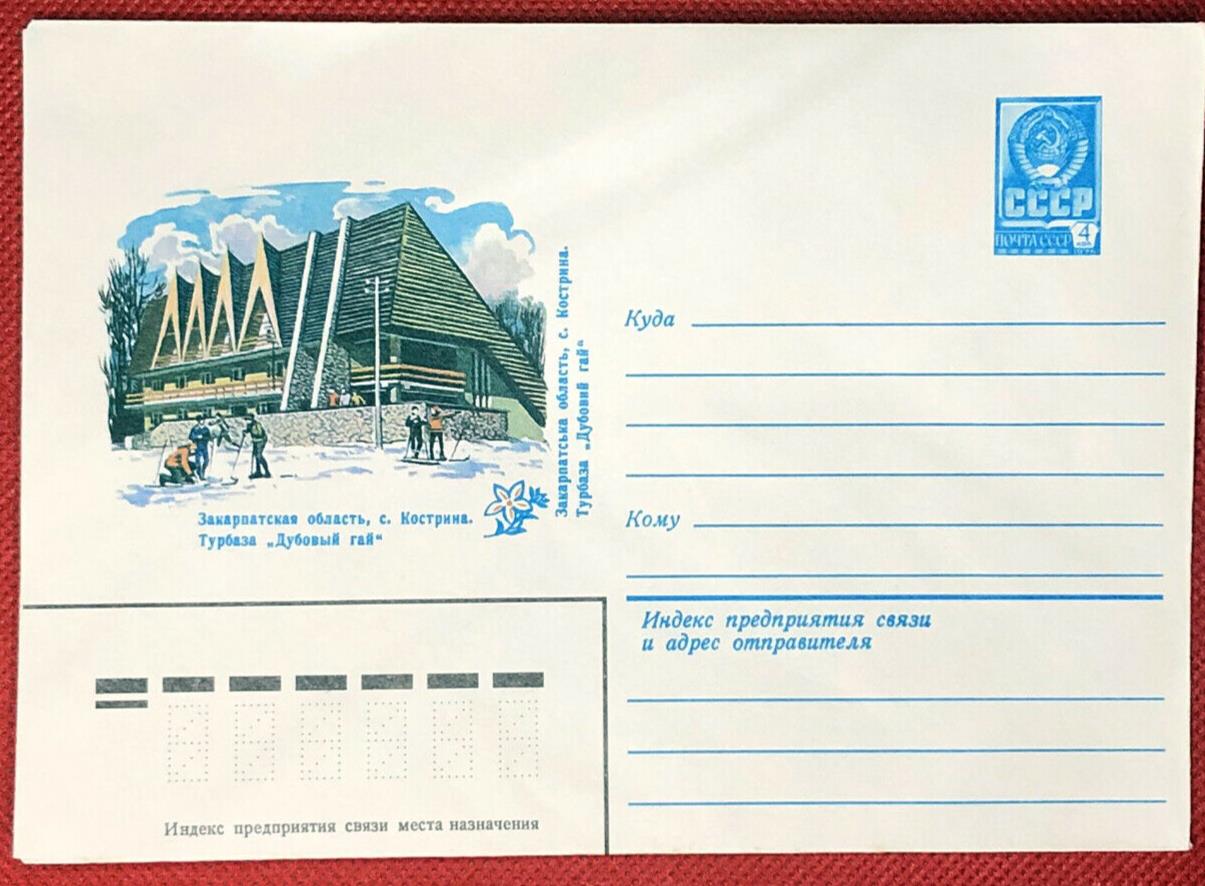 СССР
ПОЧТА СССР 4
КОП
Закарпатська область, с. Кострина.
Турбаза „Дубовий гай“
Закарпатская область, с. Кострина.
Турбаза „Дубовый гай“
Куда
Кому
Индекс предприятия связи
и адрес отправителя
Индекс предприятия связи места назначения